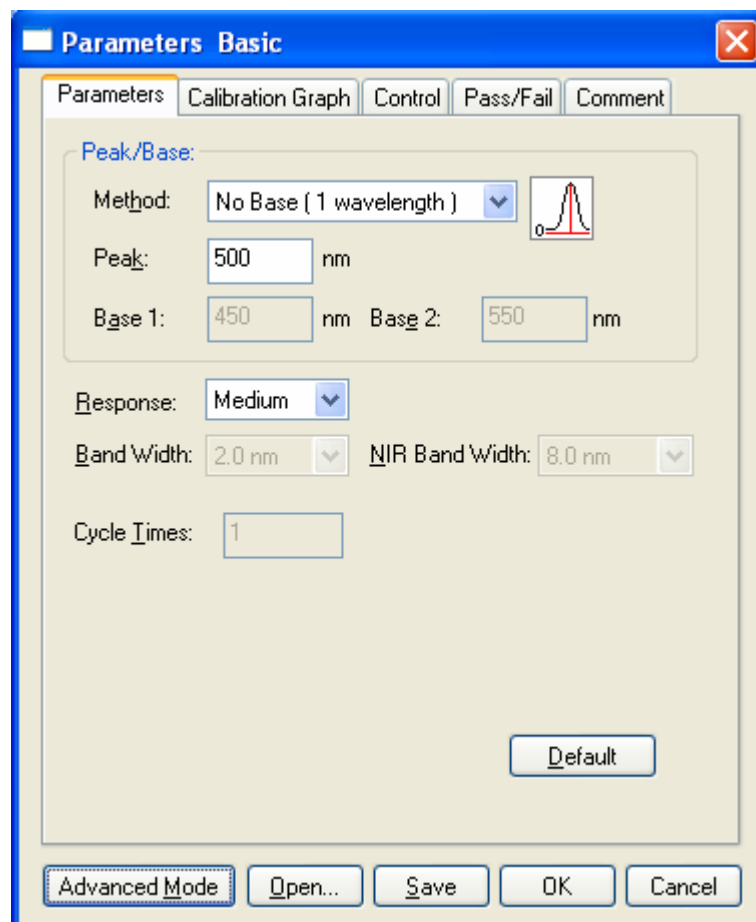 Parameters Basic
Parameters Calibration Graph Control Pass/Fail Comment
Peak/Base:
Method: No Base ( 1 wavelength )
0
Peak: 500 nm
Base 1: 450 nm Base 2: 550 nm
Response: Medium
Band Width: 2.0 nm NIR Band Width: 8.0 nm
Cycle Times: 1
Default
Advanced Mode Open... Save OK Cancel